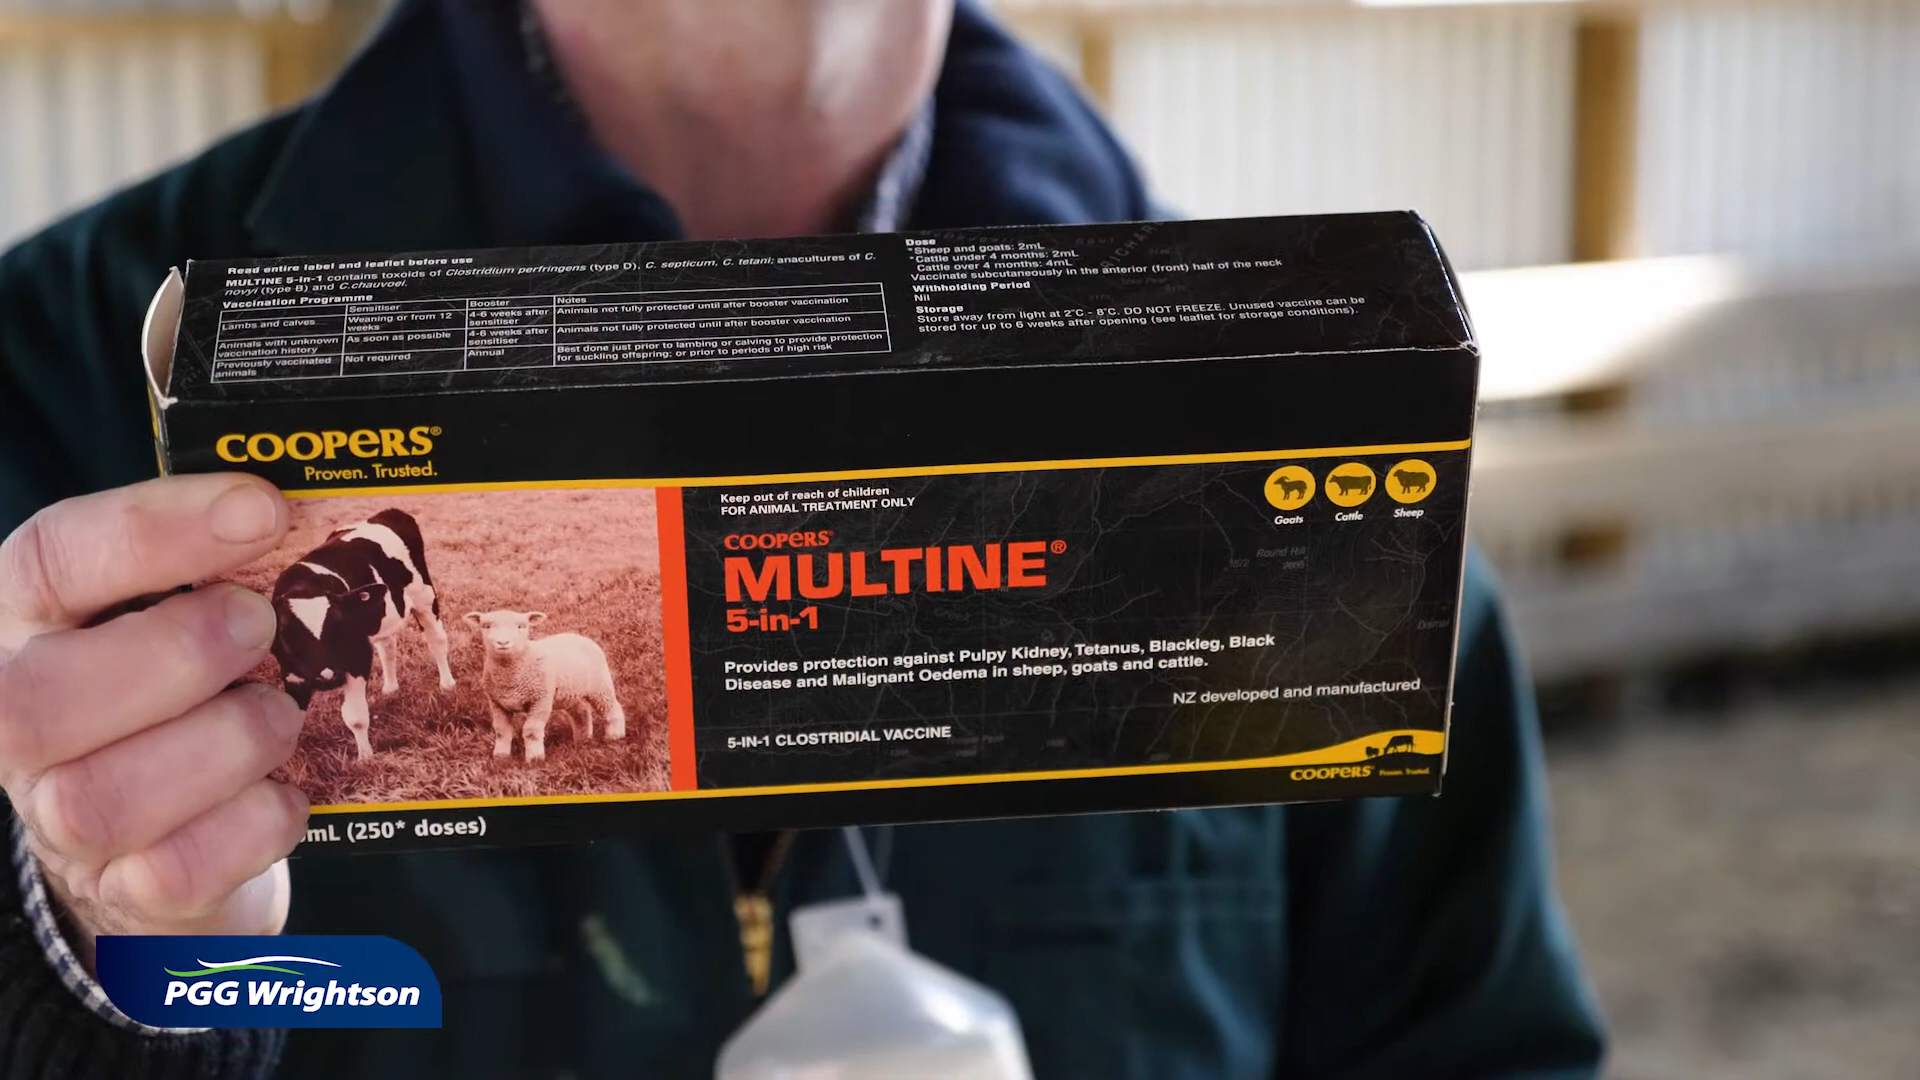 Read entire label and leaflet before use
MULTINE 5-in-1 contains toxoids of Clostridium perfringens (type D), C. septicum, C. tetani; anacultures of C.
novyi (type B) and C.chauvoei.
Vaccination Programme
Sensitiser Booster Notes
Lambs and calves Weaning or from 12 weeks 4-6 weeks after sensitiser Animals not fully protected until after booster vaccination
Animals with unknown vaccination history As soon as possible 4-6 weeks after sensitiser Animals not fully protected until after booster vaccination
Previously vaccinated animals Not required Annual Best done just prior to lambing or calving to provide protection for suckling offspring; or prior to periods of high risk
Dose
*Sheep and goats: 2mL
*Cattle under 4 months: 2mL
Cattle over 4 months: 4mL
Vaccinate subcutaneously in the anterior (front) half of the neck
Withholding Period
Nil
Storage
Store away from light at 2°C - 8°C. DO NOT FREEZE. Unused vaccine can be
stored for up to 6 weeks after opening (see leaflet for storage conditions).
COOPERS®
Proven. Trusted.
Keep out of reach of children
FOR ANIMAL TREATMENT ONLY
Goats Cattle Sheep
COOPERS®
MULTINE®
5-in-1
Round Hill
Provides protection against Pulpy Kidney, Tetanus, Blackleg, Black
Disease and Malignant Oedema in sheep, goats and cattle.
NZ developed and manufactured
5-IN-1 CLOSTRIDIAL VACCINE
COOPERS® Proven. Trusted.
mL (250* doses)
PGG Wrightson